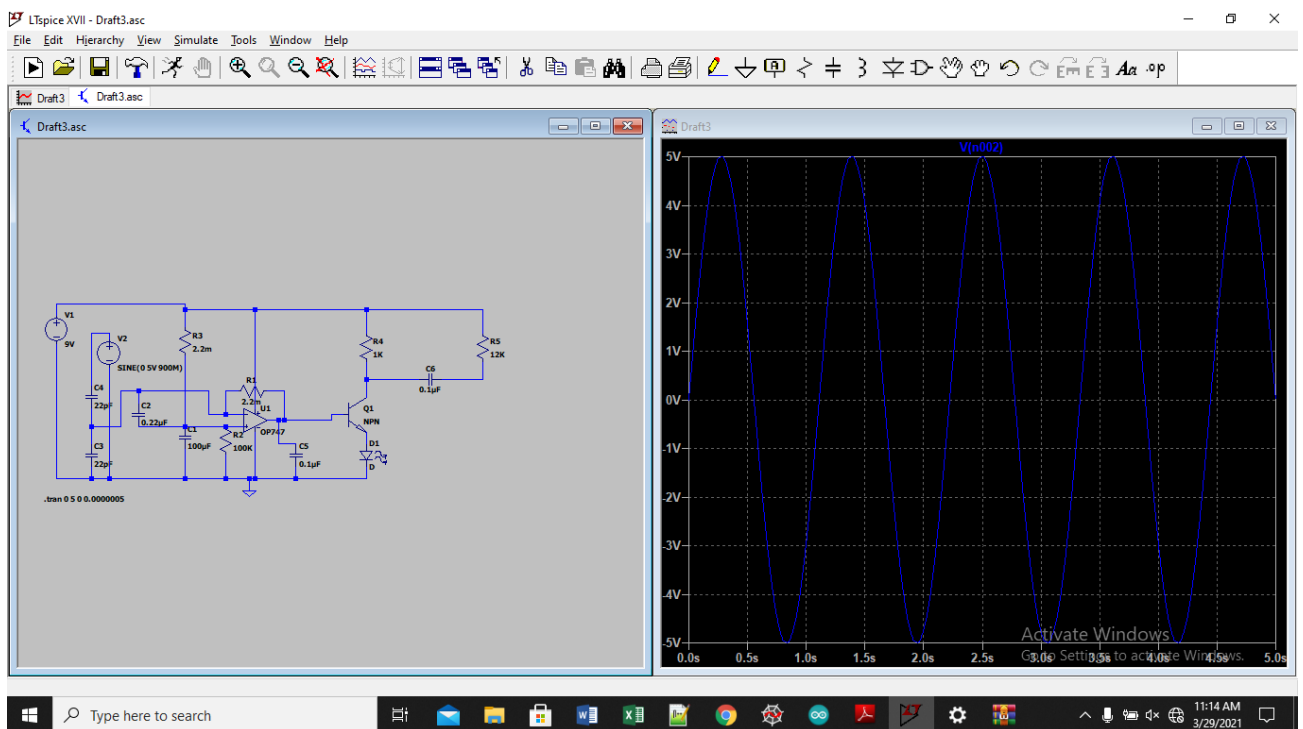 LTspice XVII - Draft3.asc
File Edit Hierarchy View Simulate Tools Window Help
Aa .op
Draft3 Draft3.asc
Draft3.asc
Draft3
V(n002)
5V
4V
3V
2V
1V
0V
-1V
-2V
-3V
-4V
-5V
0.0s 0.5s 1.0s 1.5s 2.0s 2.5s 3.0s 3.5s 4.0s 4.5s 5.0s
V1
9V
V2
SINE(0 5V 900M)
R3
2.2m
R4
1K
R5
12K
C6
0.1µF
C4
22pF
C2
0.22µF
R1
2.2m
U1
OP747
Q1
NPN
C3
22pF
C1
100µF
R2
100K
C5
0.1µF
D1
D
.tran 0 5 0 0.0000005
Activate Windows
Go to Settings to activate Windows.
Type here to search
11:14 AM
3/29/2021